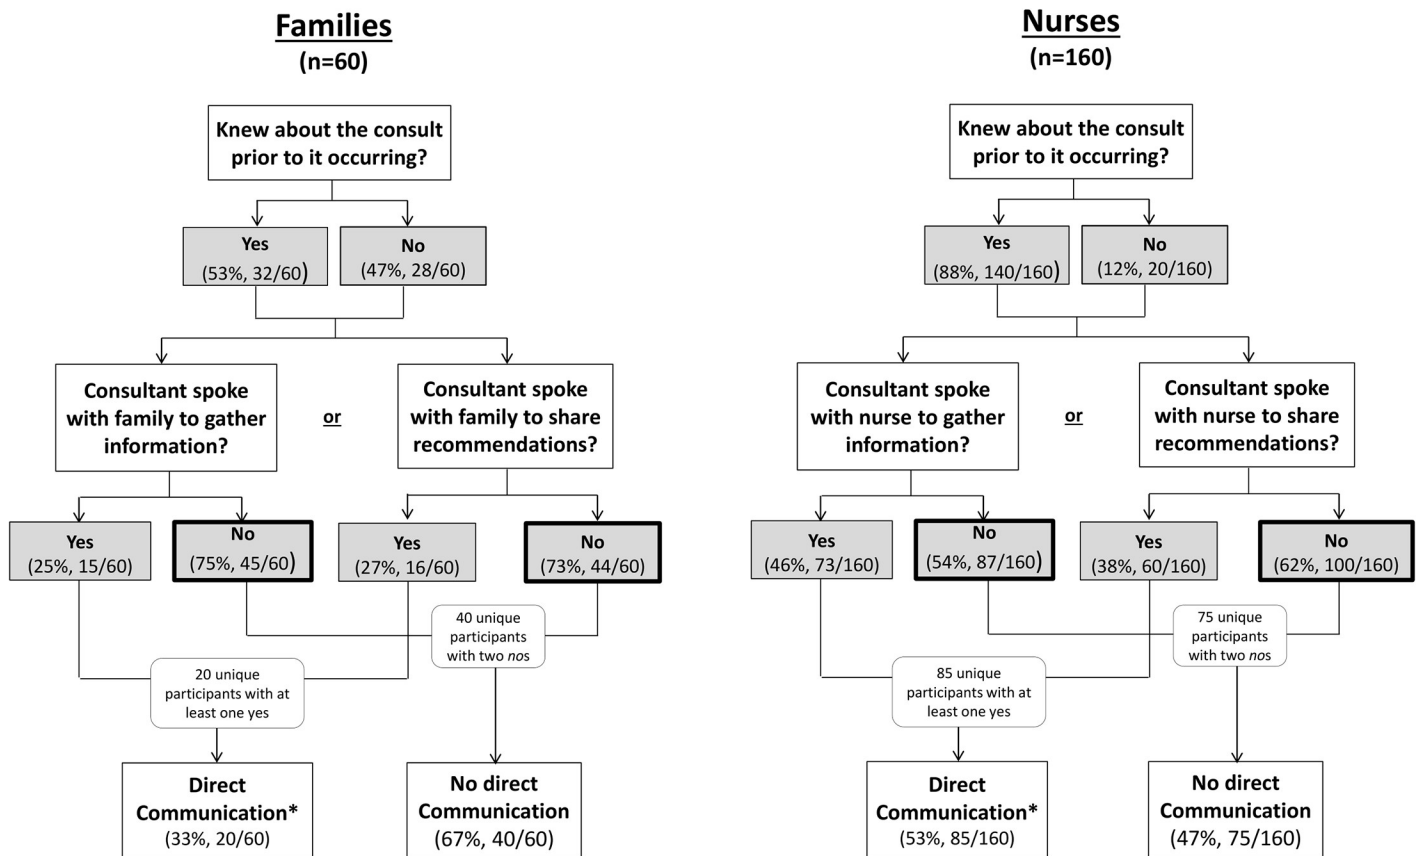 Families
(n=60)
Knew about the consult
prior to it occurring?
Yes
(53%, 32/60)
No
(47%, 28/60)
Consultant spoke
with family to gather
information?
or
Consultant spoke
with family to share
recommendations?
Yes
(25%, 15/60)
No
(75%, 45/60)
Yes
(27%, 16/60)
No
(73%, 44/60)
40 unique
participants
with two nos
20 unique
participants with at
least one yes
Direct
Communication*
(33%, 20/60)
No direct
Communication
(67%, 40/60)
Nurses
(n=160)
Knew about the consult
prior to it occurring?
Yes
(88%, 140/160)
No
(12%, 20/160)
Consultant spoke
with nurse to gather
information?
or
Consultant spoke
with nurse to share
recommendations?
Yes
(46%, 73/160)
No
(54%, 87/160)
Yes
(38%, 60/160)
No
(62%, 100/160)
75 unique
participants
with two nos
85 unique
participants with at
least one yes
Direct
Communication*
(53%, 85/160)
No direct
Communication
(47%, 75/160)